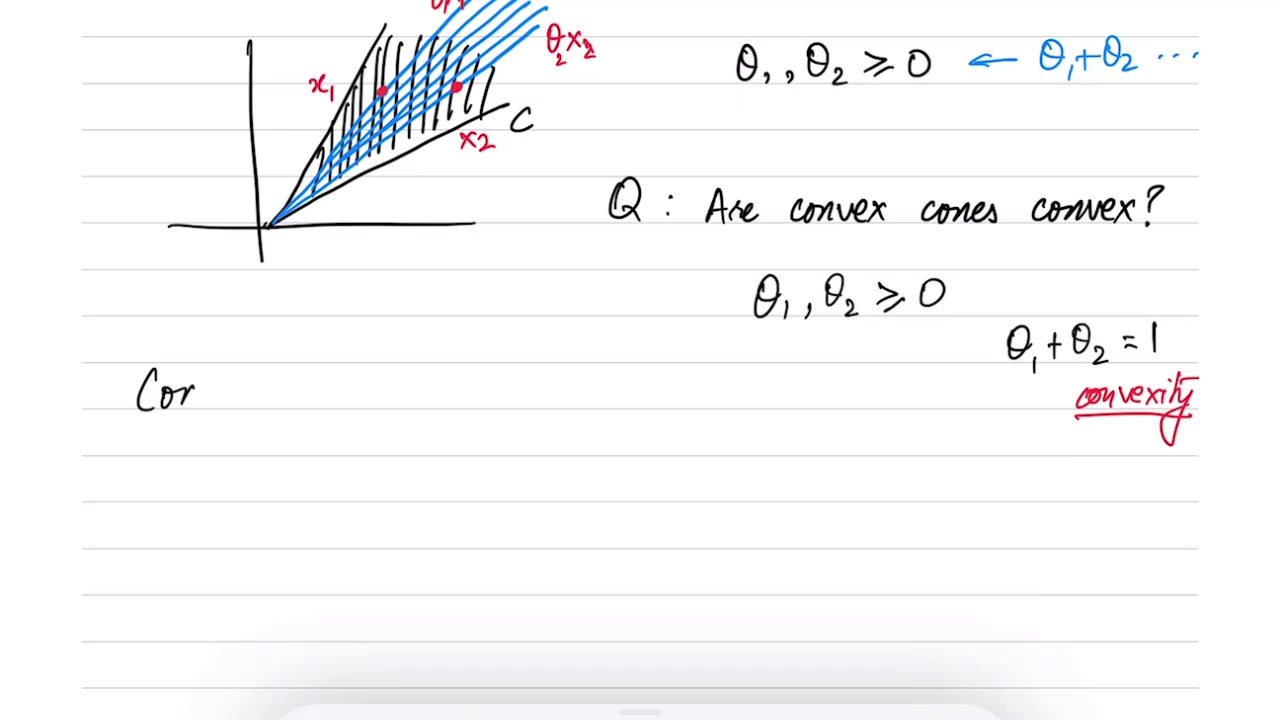 θ₂x₂
θ₁, θ₂ ≥ 0 ← θ₁+θ₂ ...
x₁
C
x₂
Q : Are convex cones convex?
θ₁, θ₂ ≥ 0
θ₁ + θ₂ = 1
Cor
convexity